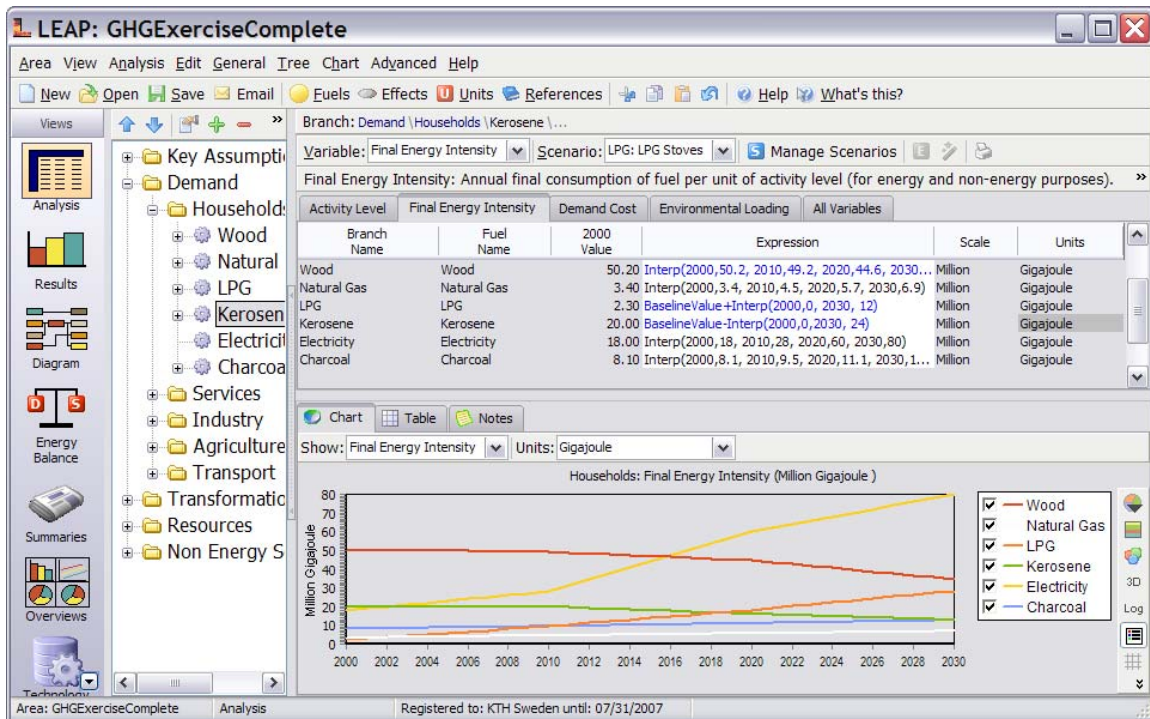 LEAP: GHGExerciseComplete
Area View Analysis Edit General Tree Chart Advanced Help
New Open Save Email Fuels Effects Units References Help What's this?
Views
Analysis
Results
Diagram
Energy Balance
Summaries
Overviews
Key Assumpti
Demand
Households
Wood
Natural
LPG
Kerosen
Electricit
Charcoa
Services
Industry
Agriculture
Transport
Transformatio
Resources
Non Energy S
Branch: Demand \Households \Kerosene \...
Variable: Final Energy Intensity Scenario: LPG: LPG Stoves S Manage Scenarios
Final Energy Intensity: Annual final consumption of fuel per unit of activity level (for energy and non-energy purposes).
Activity Level Final Energy Intensity Demand Cost Environmental Loading All Variables
Branch Name Fuel Name 2000 Value Expression Scale Units
Wood Wood 50.20 Interp(2000,50.2, 2010,49.2, 2020,44.6, 2030... Million Gigajoule
Natural Gas Natural Gas 3.40 Interp(2000,3.4, 2010,4.5, 2020,5.7, 2030,6.9) Million Gigajoule
LPG LPG 2.30 BaselineValue+Interp(2000,0, 2030, 12) Million Gigajoule
Kerosene Kerosene 20.00 BaselineValue-Interp(2000,0,2030, 24) Million Gigajoule
Electricity Electricity 18.00 Interp(2000,18, 2010,28, 2020,60, 2030,80) Million Gigajoule
Charcoal Charcoal 8.10 Interp(2000,8.1, 2010,9.5, 2020,11.1, 2030,1... Million Gigajoule
Chart Table Notes
Show: Final Energy Intensity Units: Gigajoule
Households: Final Energy Intensity (Million Gigajoule )
Million Gigajoule
80
70
60
50
40
30
20
10
0
2000 2002 2004 2006 2008 2010 2012 2014 2016 2018 2020 2022 2024 2026 2028 2030
Wood
Natural Gas
LPG
Kerosene
Electricity
Charcoal
3D
Log
Area: GHGExerciseComplete Analysis Registered to: KTH Sweden until: 07/31/2007